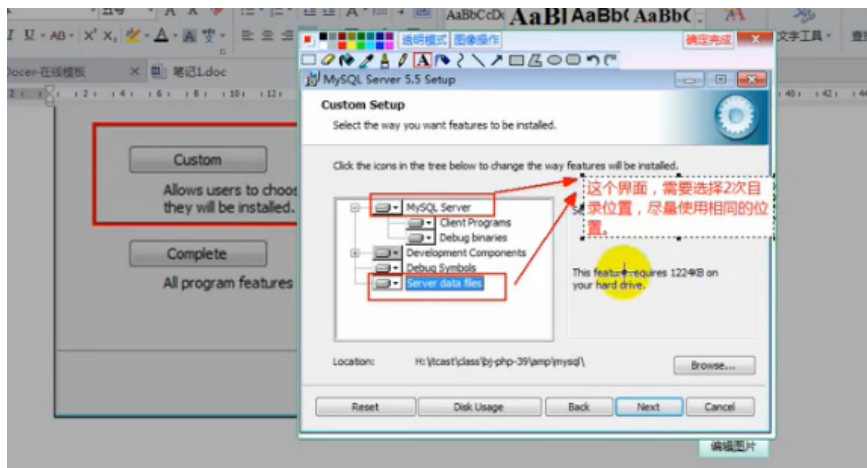 五号
A A
AaBbCcDc AaBl AaBb( AaBb(
I U AB X² X₂ A A
文字工具
透明模式 图像操作 确定完成 X
Docer-在线模板 × 笔记1.doc
MySQL Server 5.5 Setup
Custom Setup
Select the way you want features to be installed.
Click the icons in the tree below to change the way features will be installed.
Custom
Allows users to choos
they will be installed.
Complete
All program features
MySQL Server
Client Programs
Debug binaries
Development Components
Debug Symbols
Server data files
这个界面，需要选择2次目
录位置，尽量使用相同的位
置。
This feature requires 1224KB on
your hard drive.
Location: H:\itcast\class\bj-php-39\amp\mysql\
Browse...
Reset Disk Usage Back Next Cancel
编辑图片